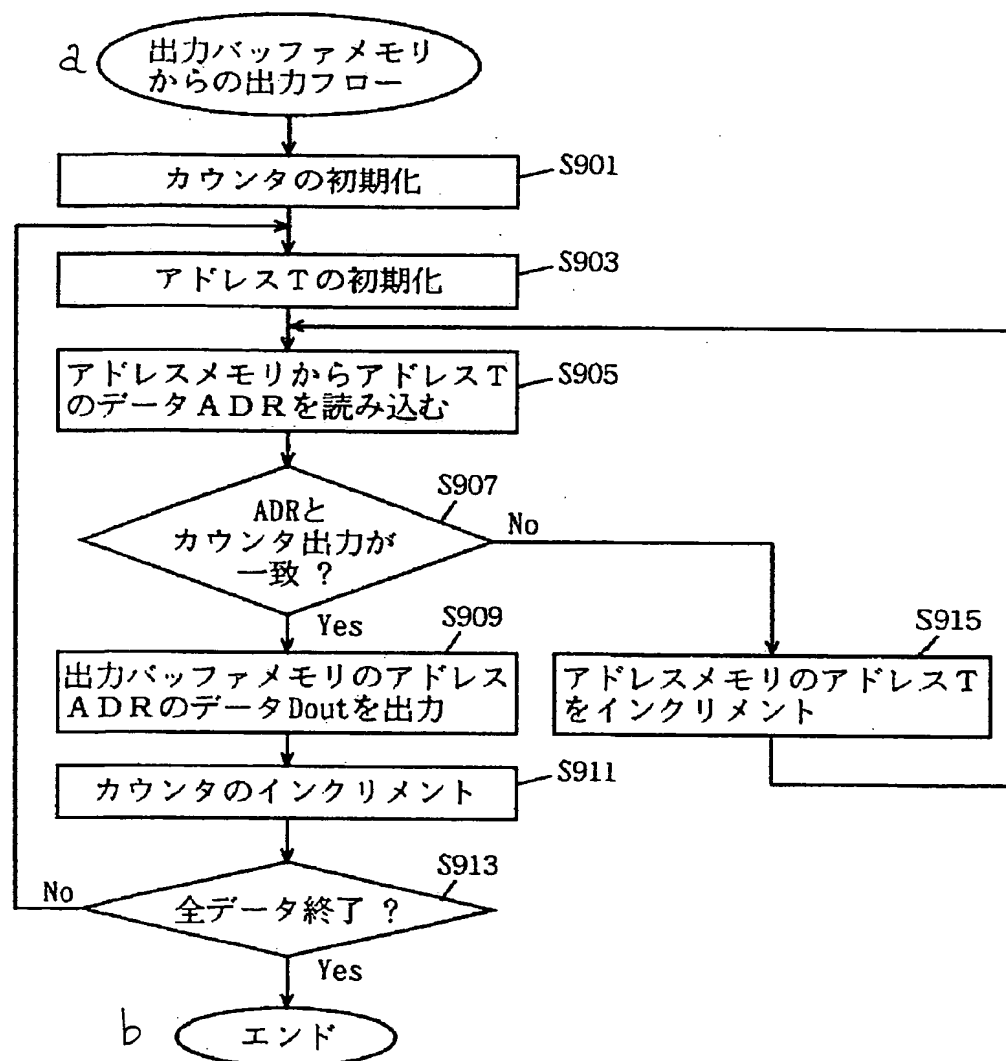 a
出力バッファメモリ
からの出力フロー
カウンタの初期化
S901
アドレスTの初期化
S903
アドレスメモリからアドレスT
のデータADRを読み込む
S905
S907
ADRと
カウンタ出力が
一致 ?
No
Yes
S909
出力バッファメモリのアドレス
ADRのデータDoutを出力
S915
アドレスメモリのアドレスT
をインクリメント
カウンタのインクリメント
S911
S913
No
全データ終了 ?
Yes
b
エンド